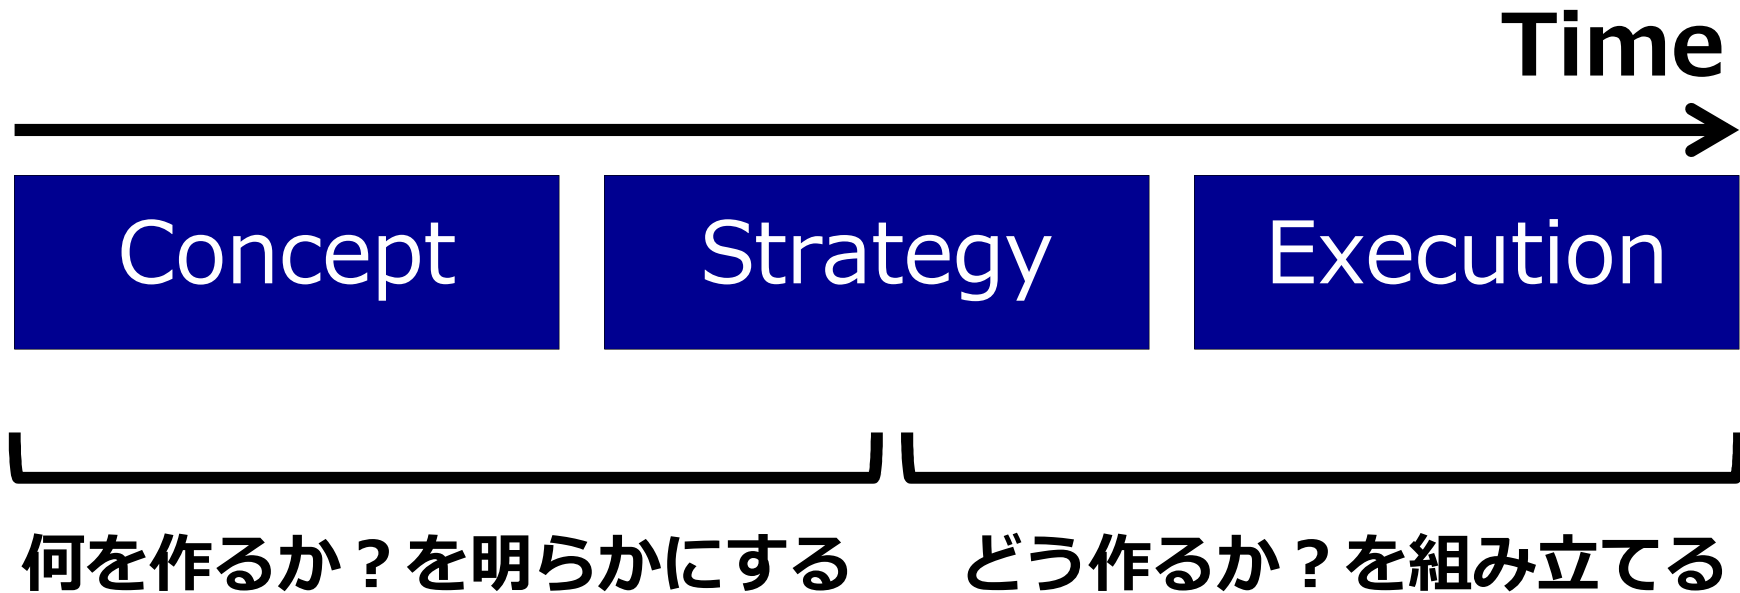 Time
Concept
Strategy
Execution
何を作るか？を明らかにする
どう作るか？を組み立てる